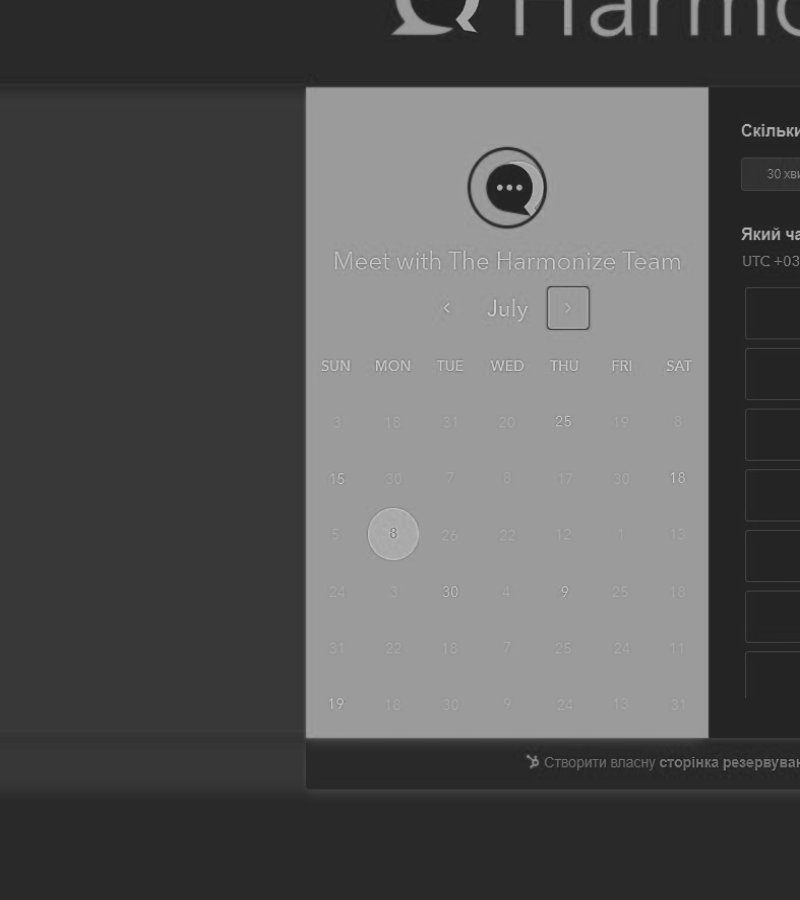 Harmo
Meet with The Harmonize Team
July
SUN MON TUE WED THU FRI SAT
3 18 31 20 25 19 8
15 30 7 8 17 30 18
5 8 26 22 12 1 13
24 3 30 4 9 25 18
31 22 18 7 25 24 11
19 18 30 9 24 13 31
Скільки
30 хви
Який ча
UTC +03
Створити власну сторінка резервуван